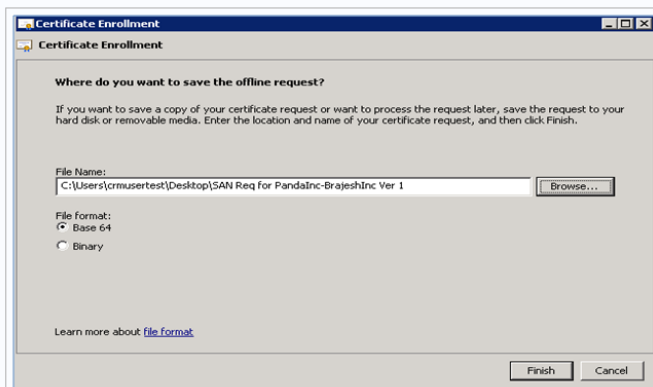 Certificate Enrollment
Certificate Enrollment
Where do you want to save the offline request?
If you want to save a copy of your certificate request or want to process the request later, save the request to your
hard disk or removable media. Enter the location and name of your certificate request, and then click Finish.
File Name:
C:\Users\crmusertest\Desktop\SAN Req for PandaInc-BrajeshInc Ver 1
Browse...
File format:
Base 64
Binary
Learn more about file format
Finish
Cancel